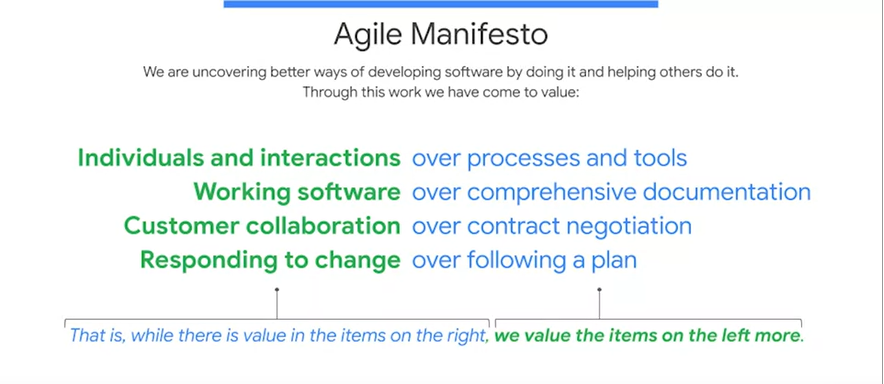 Agile Manifesto
We are uncovering better ways of developing software by doing it and helping others do it.
Through this work we have come to value:
Individuals and interactions over processes and tools
Working software over comprehensive documentation
Customer collaboration over contract negotiation
Responding to change over following a plan
That is, while there is value in the items on the right, we value the items on the left more.